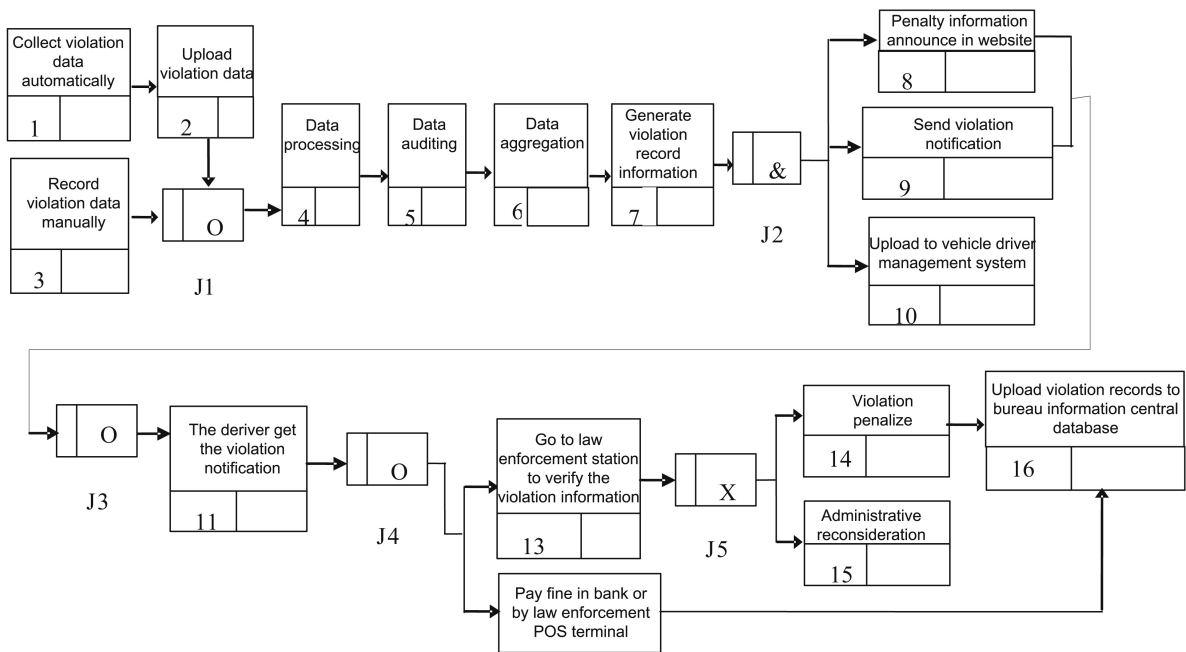 Collect violation
data
automatically
1
Upload
violation data
2
Record
violation data
manually
3
O
J1
Data
processing
4
Data
auditing
5
Data
aggregation
6
Generate
violation
record
information
7
&
J2
Penalty information
announce in website
8
Send violation
notification
9
Upload to vehicle driver
management system
10
O
J3
The deriver get
the violation
notification
11
O
J4
Go to law
enforcement station
to verify the
violation information
13
Pay fine in bank or
by law enforcement
POS terminal
X
J5
Violation
penalize
14
Administrative
reconsideration
15
Upload violation records to
bureau information central
database
16